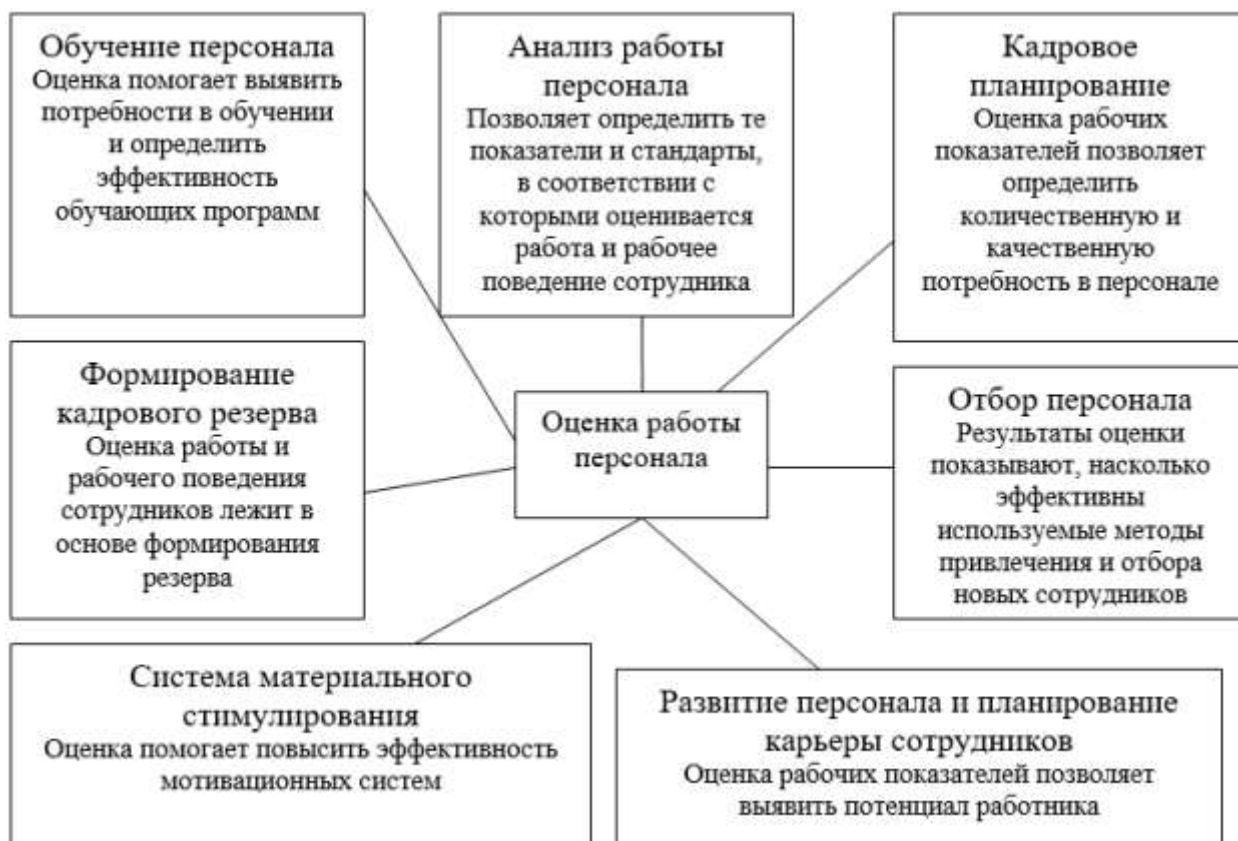 Обучение персонала
Оценка помогает выявить
потребности в обучении
и определить
эффективность
обучающих программ
Анализ работы
персонала
Позволяет определить те
показатели и стандарты,
в соответствии с
которыми оценивается
работа и рабочее
поведение сотрудника
Кадровое
планирование
Оценка рабочих
показателей позволяет
определить
количественную и
качественную
потребность в персонале
Формирование
кадрового резерва
Оценка работы и
рабочего поведения
сотрудников лежит в
основе формирования
резерва
Оценка работы
персонала
Отбор персонала
Результаты оценки
показывают, насколько
эффективны
используемые методы
привлечения и отбора
новых сотрудников
Система материального
стимулирования
Оценка помогает повысить эффективность
мотивационных систем
Развитие персонала и планирование
карьеры сотрудников
Оценка рабочих показателей позволяет
выявить потенциал работника